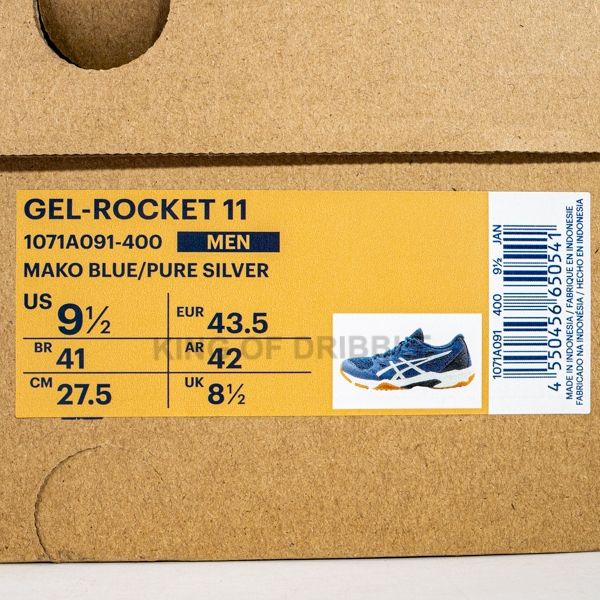 GEL-ROCKET 11
1071A091-400 MEN
MAKO BLUE/PURE SILVER
US 9½ EUR 43.5
BR 41 AR 42
CM 27.5 UK 8½
KING OF DRIBBLE
1071A091 400 9½ JAN
4 550456 650541
MADE IN INDONESIA / FABRIQUE EN INDONESIE
FABRICADO NA INDONÉSIA / HECHO EN INDONESIA